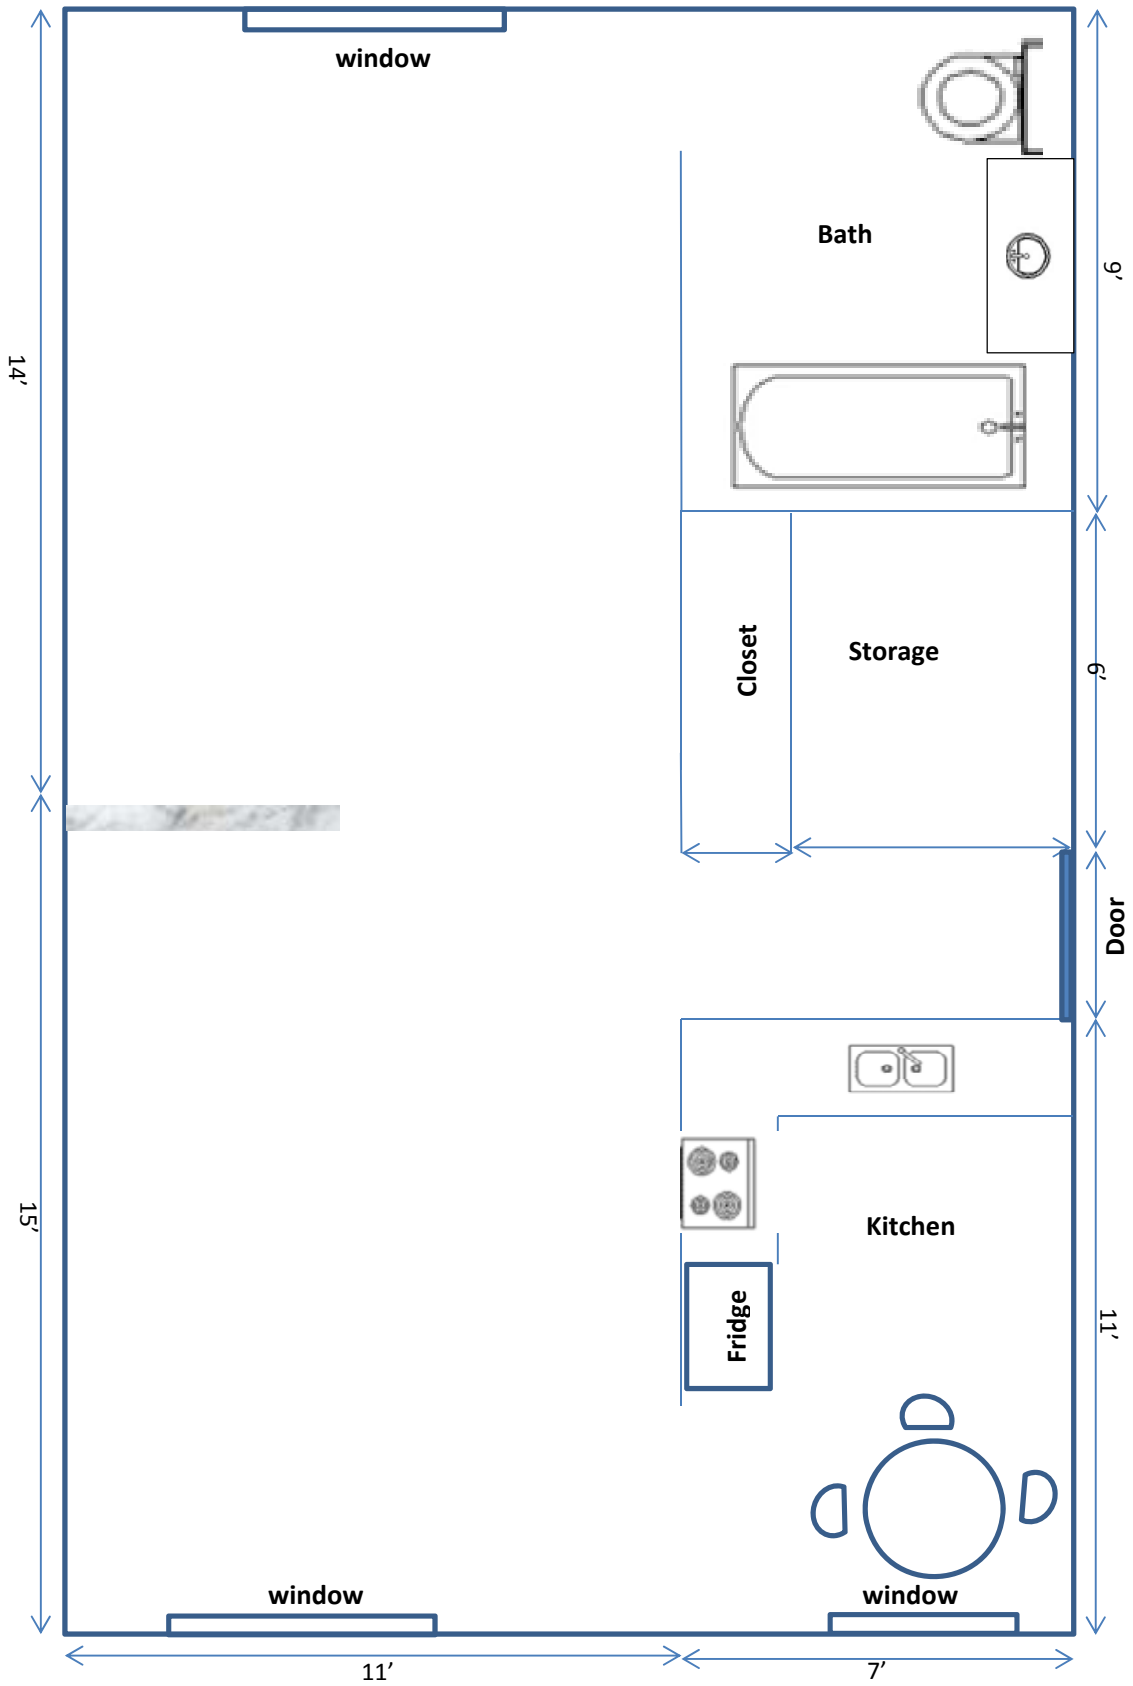 window
Bath
9’
14’
Closet
Storage
6’
Door
15’
Kitchen
Fridge
11’
window
window
11’
7’